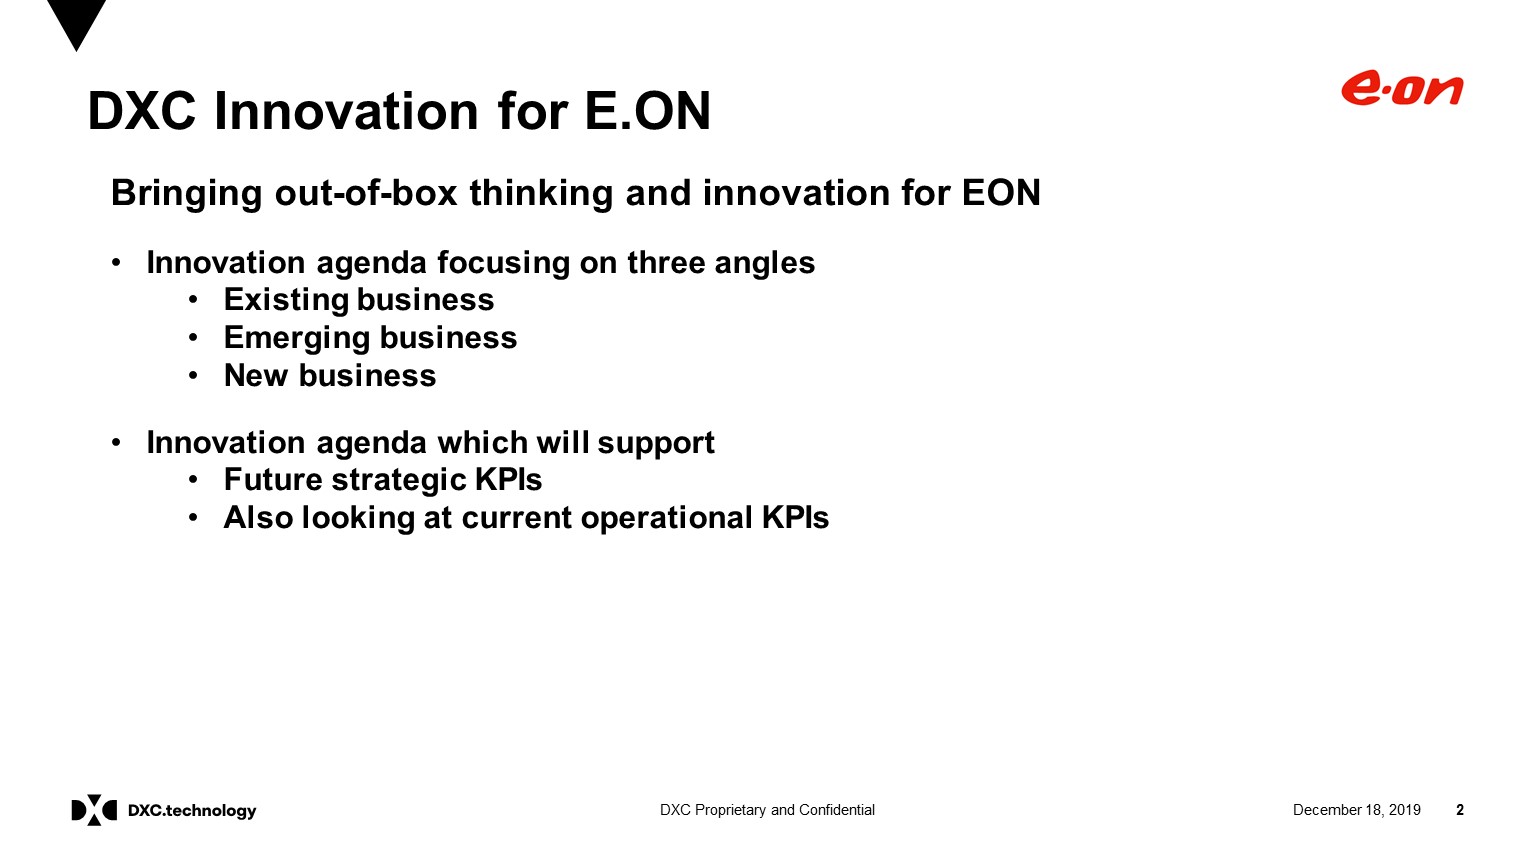 e·on
DXC Innovation for E.ON
Bringing out-of-box thinking and innovation for EON
• Innovation agenda focusing on three angles
• Existing business
• Emerging business
• New business
• Innovation agenda which will support
• Future strategic KPIs
• Also looking at current operational KPIs
DXC.technology
DXC Proprietary and Confidential
December 18, 2019 2